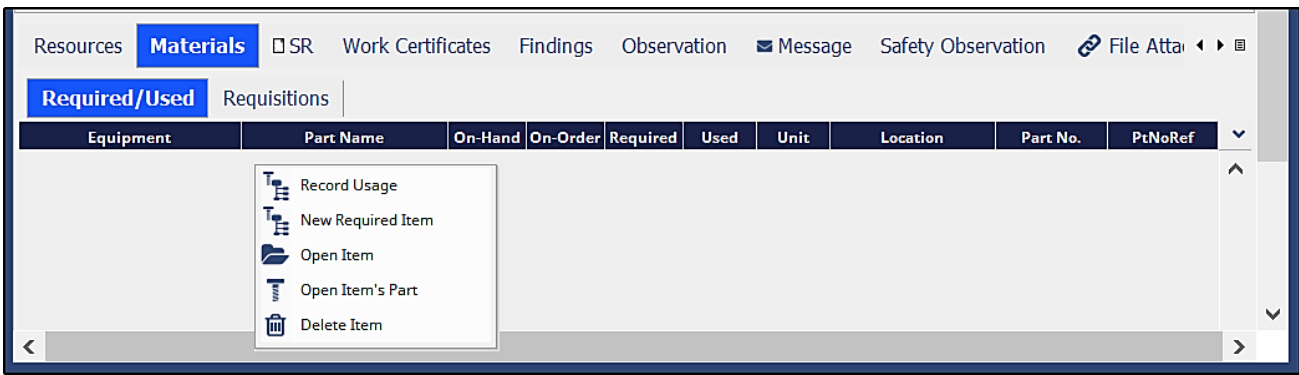 Resources Materials SR Work Certificates Findings Observation Message Safety Observation File Atta
Required/Used Requisitions
Equipment Part Name On-Hand On-Order Required Used Unit Location Part No. PtNoRef
Record Usage
New Required Item
Open Item
Open Item's Part
Delete Item